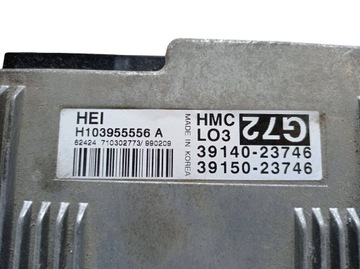 HEI
H103955556 A
62424 710302773/ 990209
MADE IN KOREA
HMC
LO3
G72
39140-23746
39150-23746